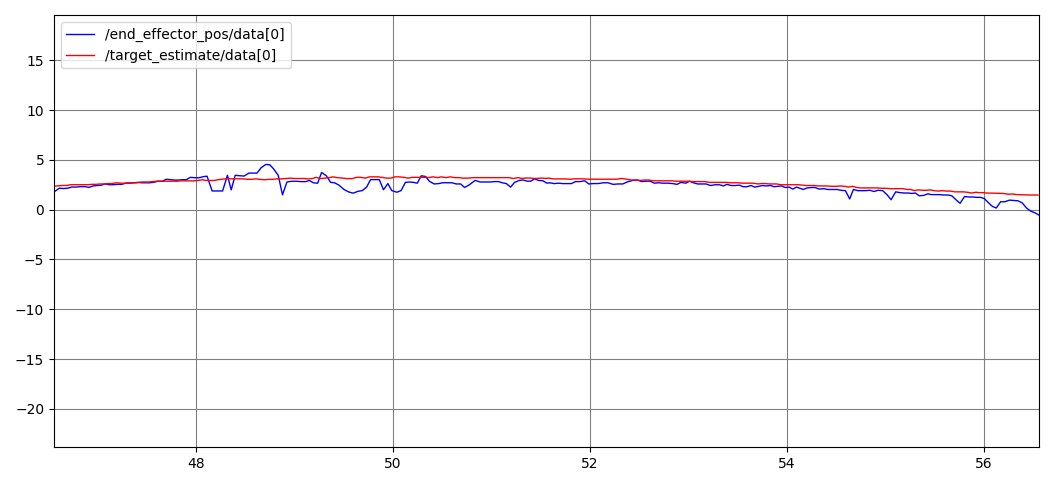 /end_effector_pos/data[0]
/target_estimate/data[0]
15
10
5
0
−5
−10
−15
−20
48 50 52 54 56